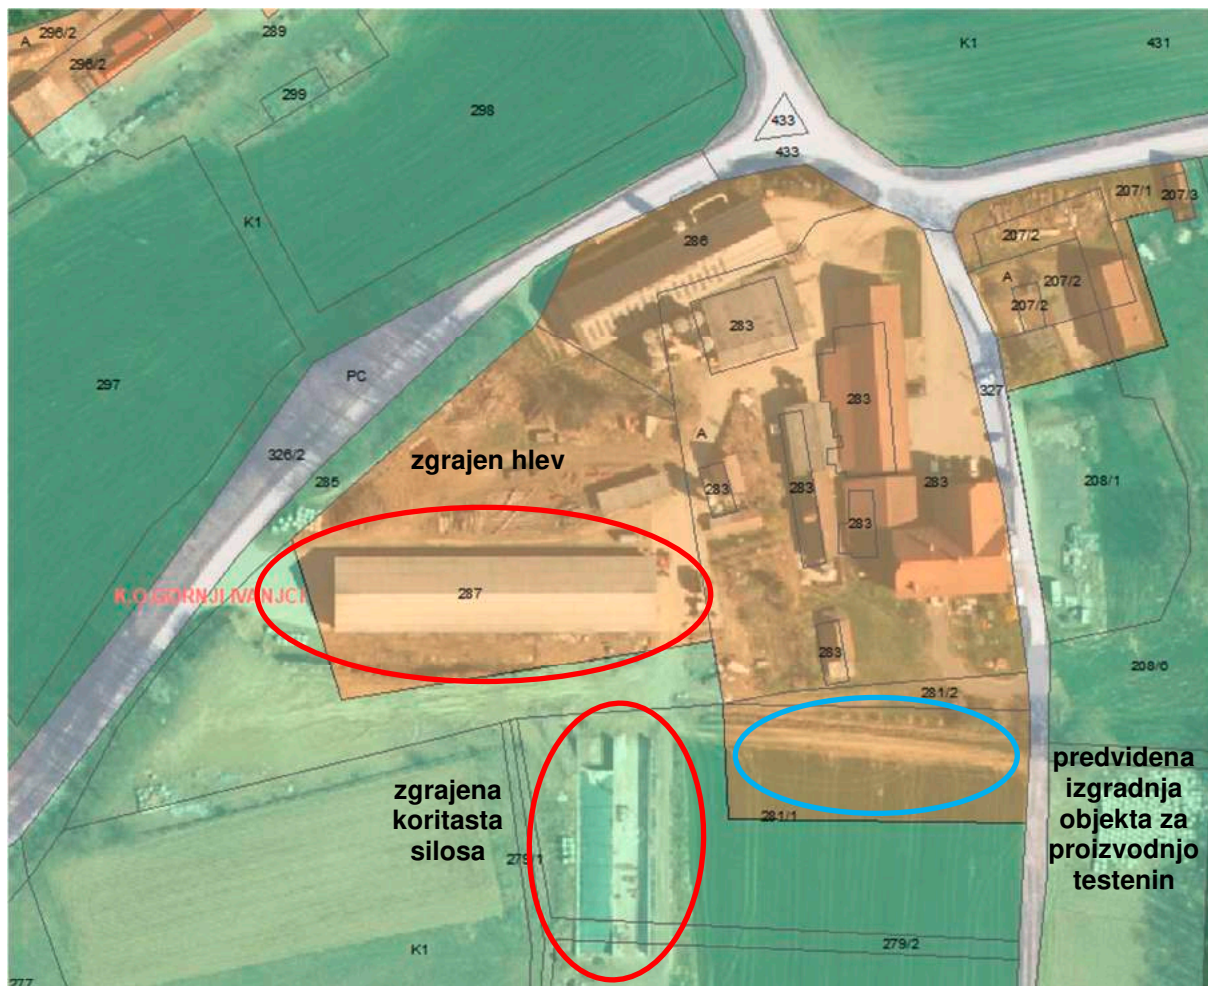 A
296/2
289
K1
431
296/2
299
298
433
433
207/1
207/3
K1
286
207/2
A
207/2
207/2
283
297
PC
327
283
A
326/2
zgrajen hlev
285
283
283
283
208/1
283
K.O.GORNJI IVANJCI
287
283
208/6
281/2
predvidena
izgradnja
objekta za
proizvodnjo
testenin
zgrajena
koritasta
silosa
281/1
279/1
279/2
K1
277